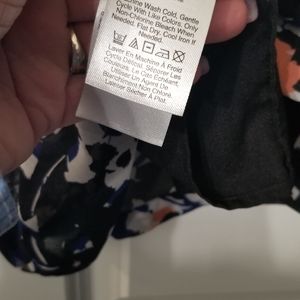 Machine Wash Cold, Gentle
Cycle With Like Colors. Only
Non-Chlorine Bleach When
Needed. Flat Dry. Cool Iron If
Needed.
Laver En Machine À Froid
Cycle Délicat. Séparer Les
Couleurs. Le Cas Échéant,
Utiliser Un Agent De
Blanchiment Non Chloré.
Laisser Sécher À Plat.